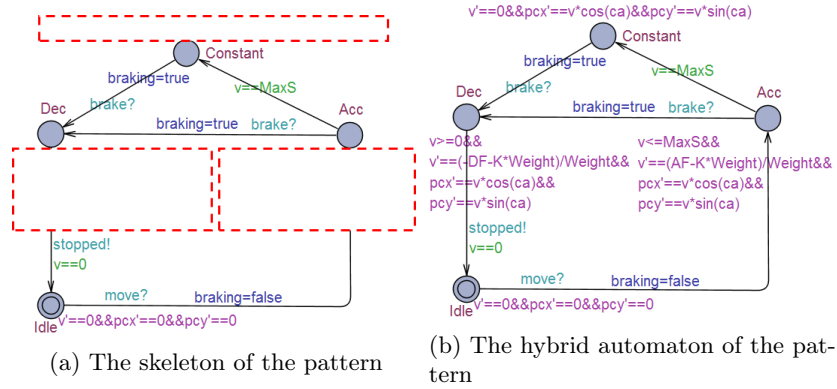 Constant
braking=true
v==MaxS
Dec
brake?
Acc
braking=true
brake?
stopped!
v==0
move?
braking=false
Idle
v'==0&&pcx'==0&&pcy'==0
(a) The skeleton of the pattern
v'==0&&pcx'==v*cos(ca)&&pcy'==v*sin(ca)
Constant
braking=true
v==MaxS
Dec
brake?
Acc
braking=true
brake?
v>=0&&
v'==(-DF-K*Weight)/Weight&&
pcx'==v*cos(ca)&&
pcy'==v*sin(ca)
v<=MaxS&&
v'==(AF-K*Weight)/Weight&&
pcx'==v*cos(ca)&&
pcy'==v*sin(ca)
stopped!
v==0
move?
braking=false
Idle
v'==0&&pcx'==0&&pcy'==0
(b) The hybrid automaton of the pat-
tern